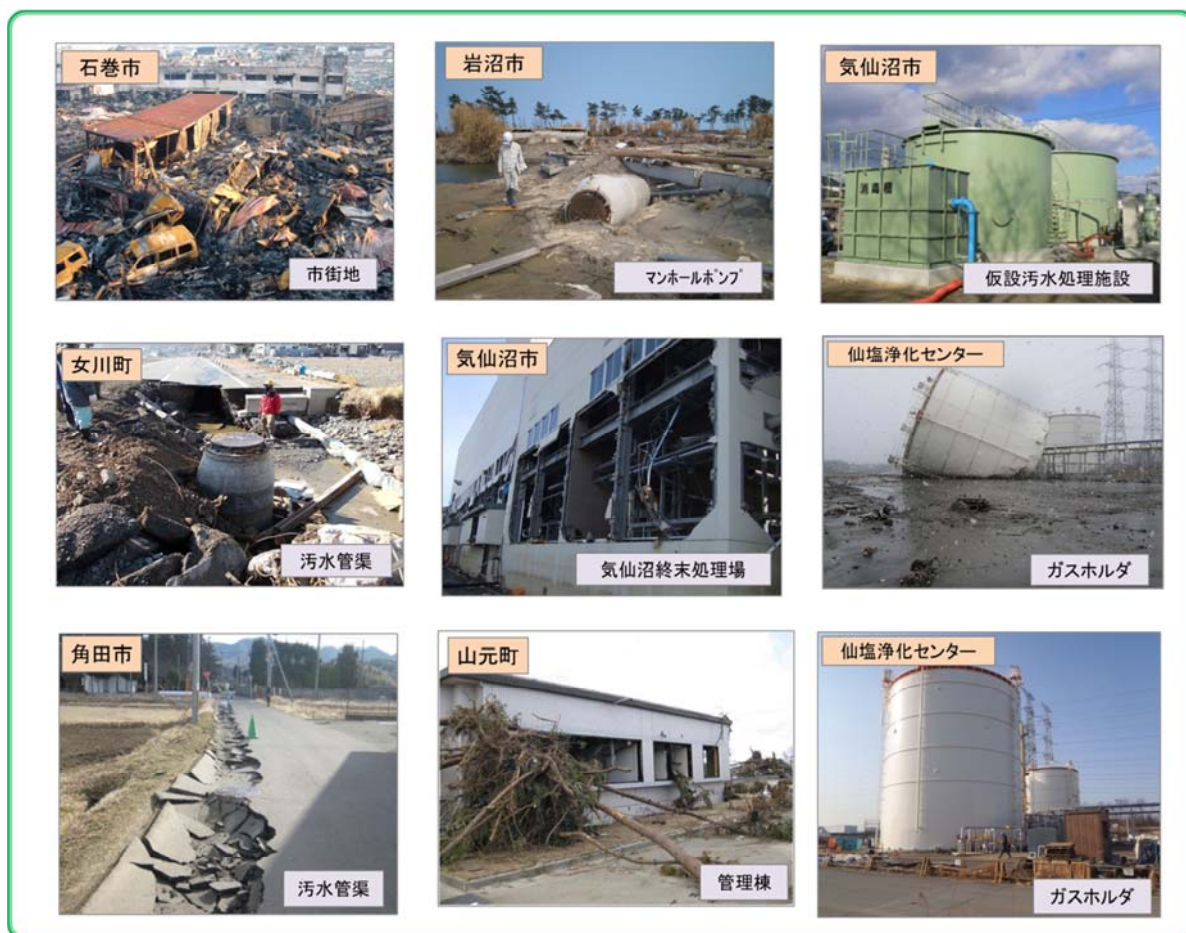 石巻市
市街地
岩沼市
マンホールポンプ
気仙沼市
消毒槽
仮設汚水処理施設
女川町
汚水管渠
気仙沼市
気仙沼終末処理場
仙塩浄化センター
ガスホルダ
角田市
汚水管渠
山元町
管理棟
仙塩浄化センター
ガスホルダ